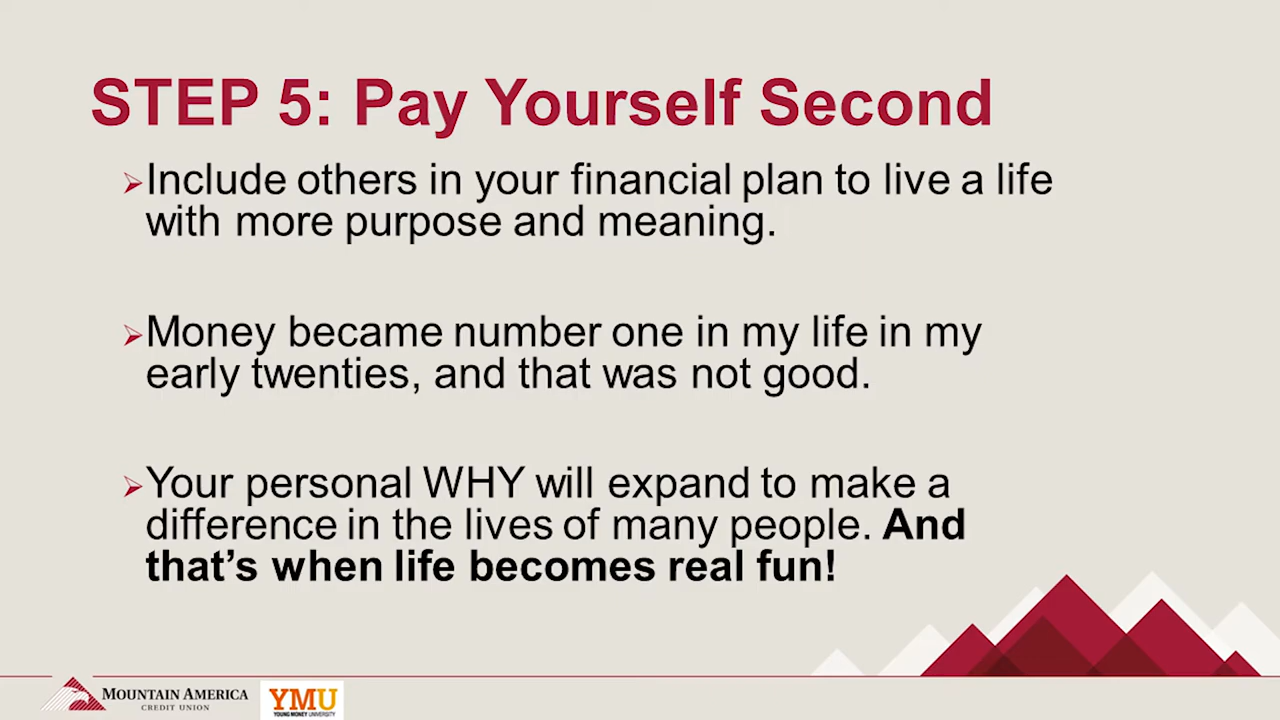 STEP 5: Pay Yourself Second
➢Include others in your financial plan to live a life
with more purpose and meaning.
➢Money became number one in my life in my
early twenties, and that was not good.
➢Your personal WHY will expand to make a
difference in the lives of many people. And
that’s when life becomes real fun!
MOUNTAIN AMERICA
CREDIT UNION
YMU
YOUNG MONEY UNIVERSITY